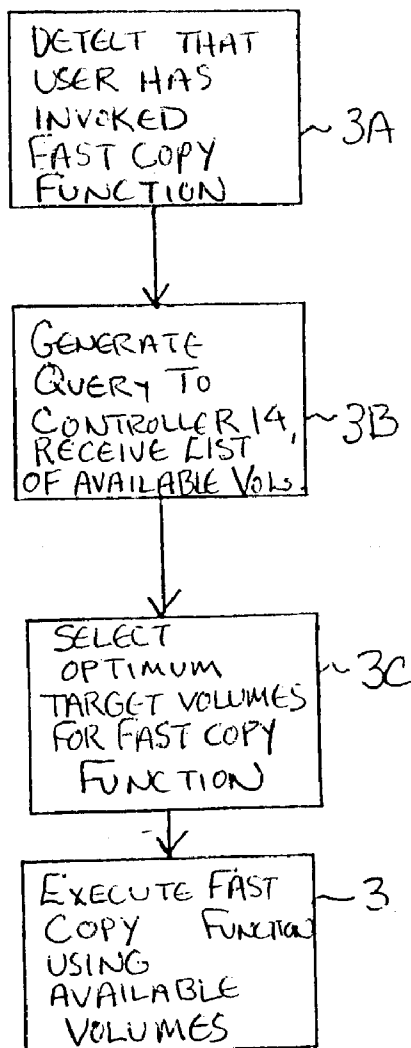 DETELT THAT
USER HAS
INVOKED
FAST COPY
FUNCTION
~ 3A
GENERATE
QUERY TO
CONTROLLER 14,
RECEIVE LIST
OF AVAILABLE VOLS.
~ 3B
SELECT
OPTIMUM
TARGET VOLUMES
FOR FAST COPY
FUNCTION
~ 3C
EXECUTE FAST
COPY FUNCTION
USING
AVAILABLE
VOLUMES
~ 3